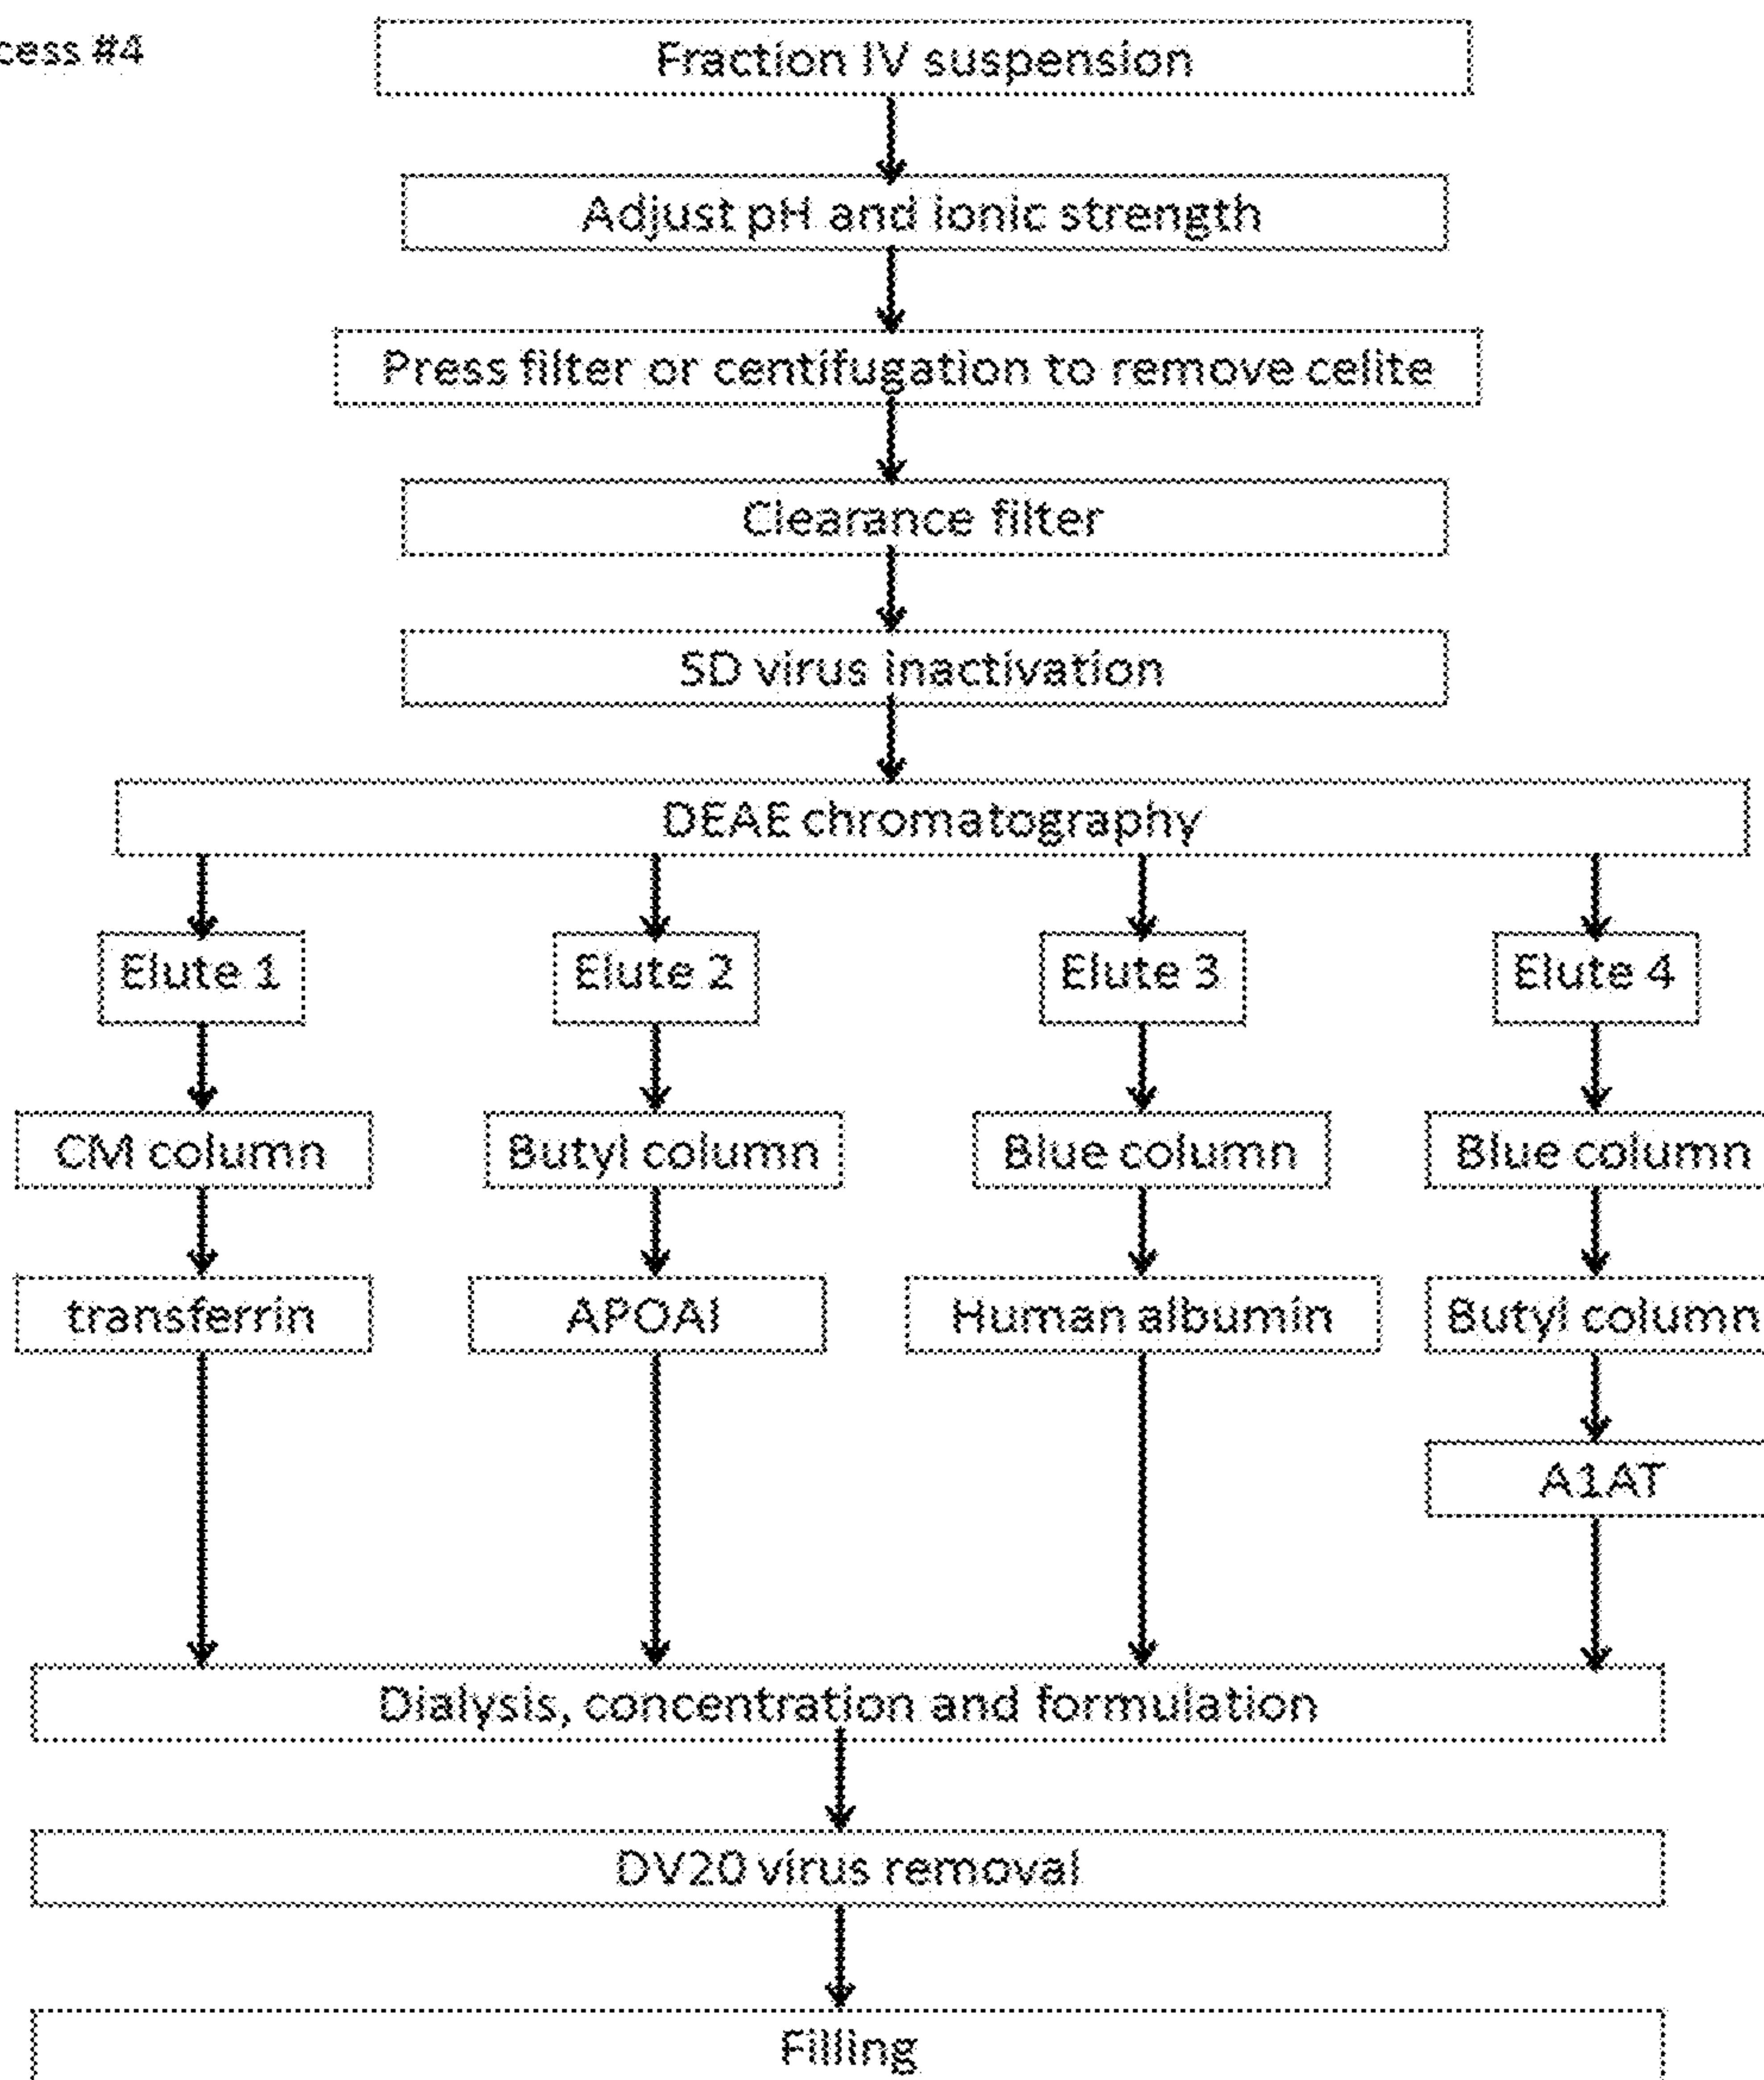 cess #4
Fraction IV suspension
Adjust pH and ionic strength
Press filter or centifugation to remove celite
Clearance filter
SD virus inactivation
DEAE chromatography
Elute 1
Elute 2
Elute 3
Elute 4
CM column
Butyl column
Blue column
Blue column
transferrin
APOAI
Human albumin
Butyl column
A1AT
Dialysis, concentration and formulation
DV20 virus removal
Filling